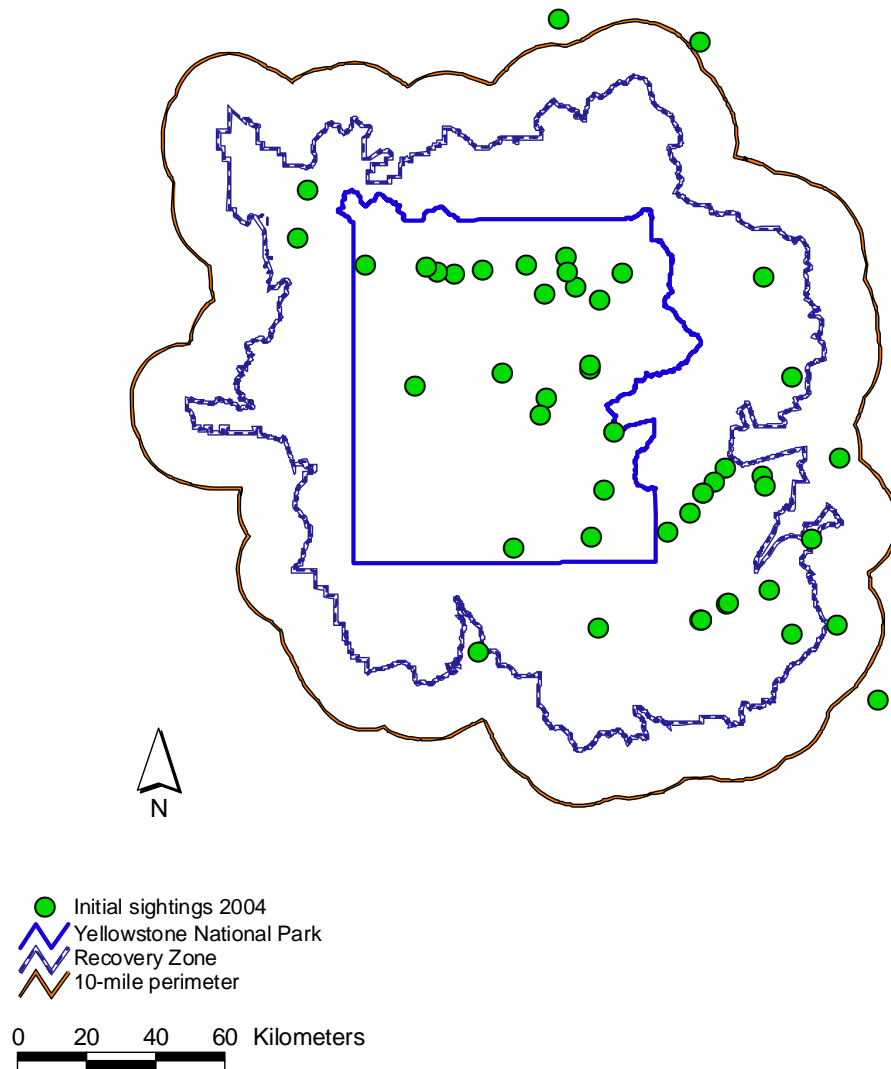 N
Initial sightings 2004
Yellowstone National Park
Recovery Zone
10-mile perimeter
0 20 40 60 Kilometers